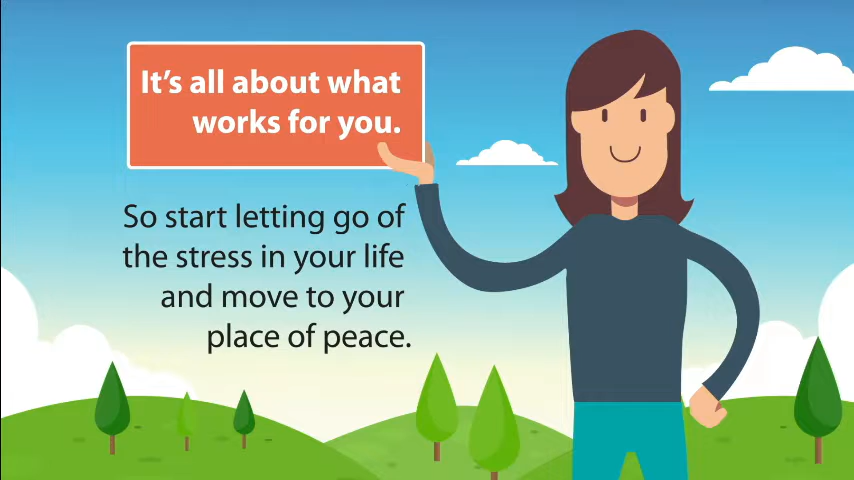 It’s all about what
works for you.
So start letting go of
the stress in your life
and move to your
place of peace.